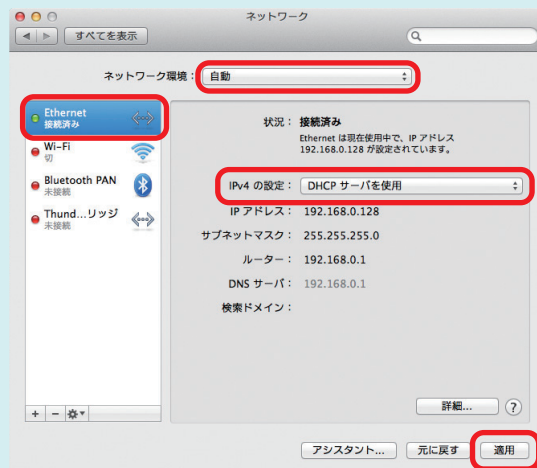 ネットワーク
すべてを表示
ネットワーク環境： 自動
Ethernet
接続済み
Wi-Fi
切
Bluetooth PAN
未接続
Thund...リッジ
未接続
状況： 接続済み
Ethernet は現在使用中で、IP アドレス
192.168.0.128 が設定されています。
IPv4 の設定： DHCP サーバを使用
IP アドレス： 192.168.0.128
サブネットマスク： 255.255.255.0
ルーター： 192.168.0.1
DNS サーバ： 192.168.0.1
検索ドメイン：
詳細... ?
+ −
アシスタント... 元に戻す 適用